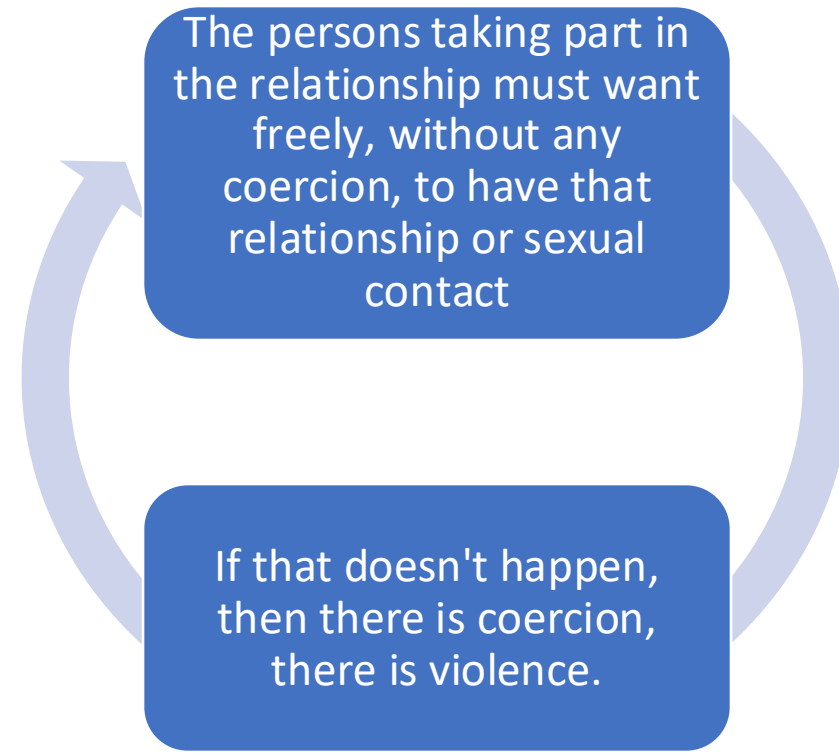 The persons taking part in
the relationship must want
freely, without any
coercion, to have that
relationship or sexual
contact
If that doesn't happen,
then there is coercion,
there is violence.